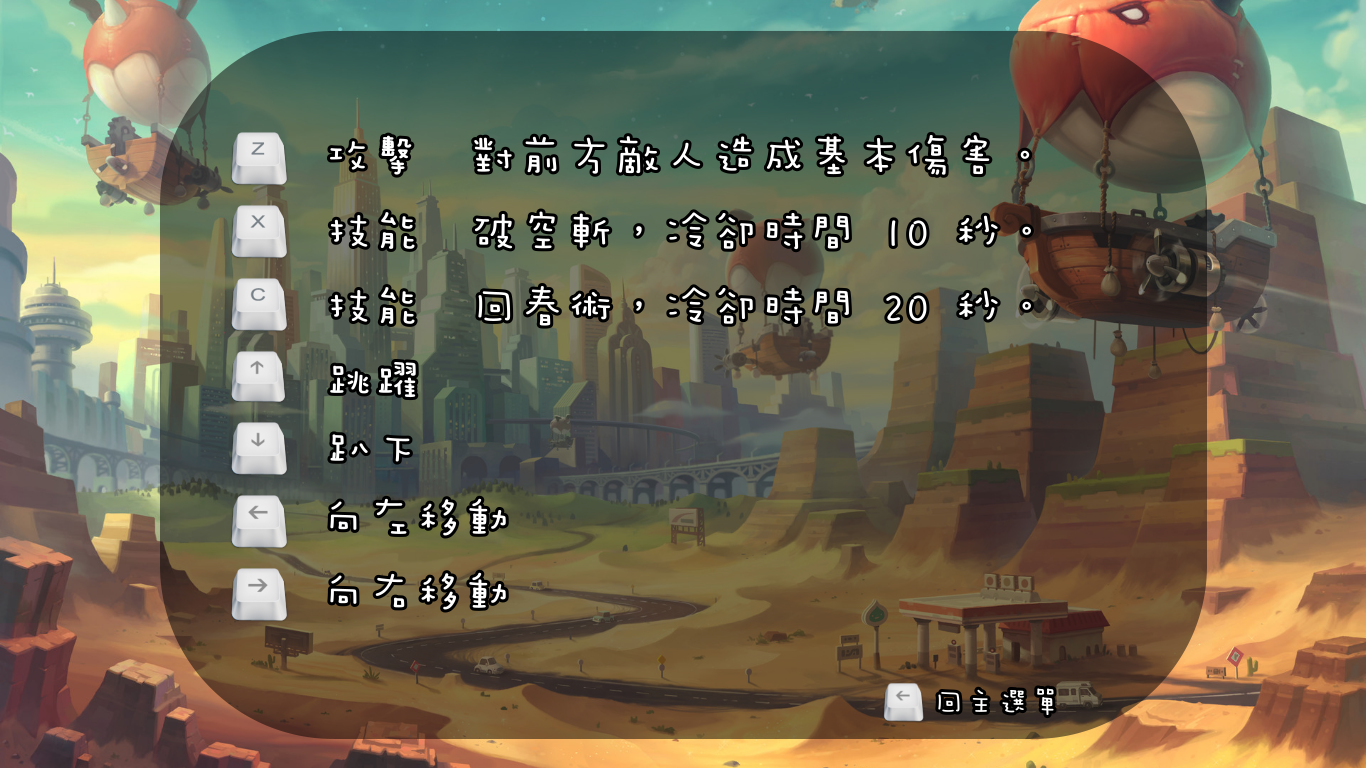 Z 攻擊 對前方敵人造成基本傷害。
X 技能 破空斬，冷卻時間 10 秒。
C 技能 回春術，冷卻時間 20 秒。
↑ 跳躍
↓ 趴下
← 向左移動
→ 向右移動
← 回主選單